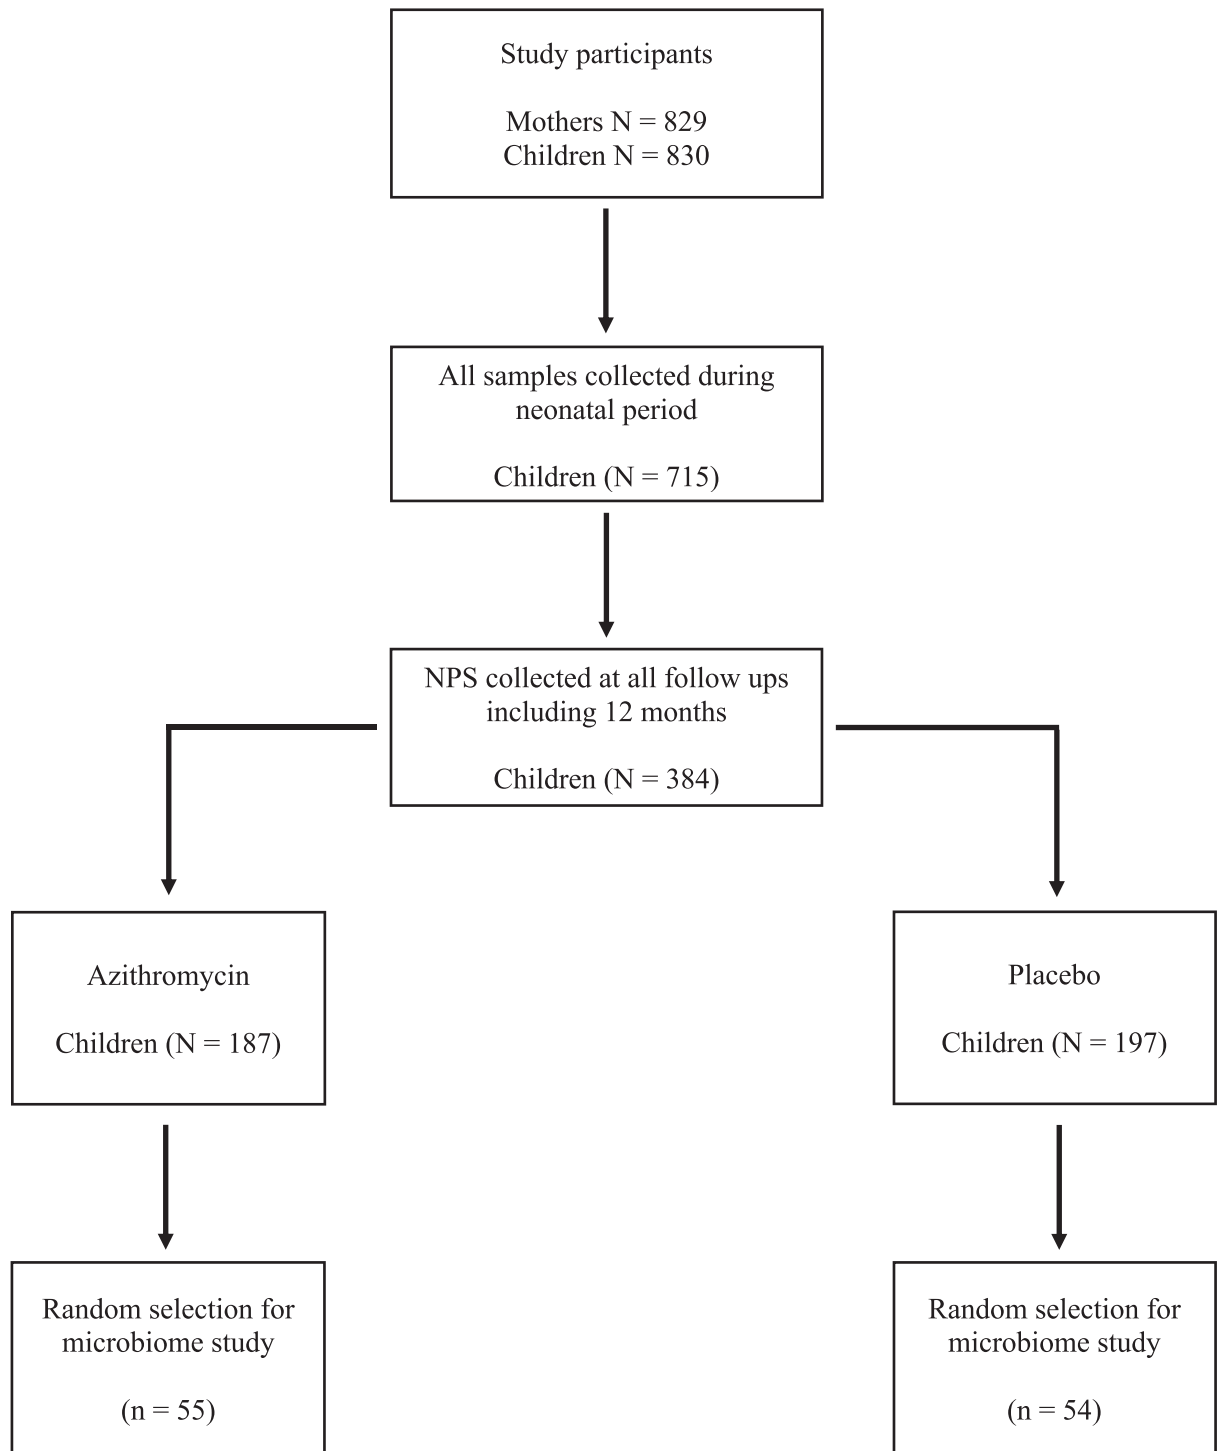 Study participants
Mothers N = 829
Children N = 830
All samples collected during
neonatal period
Children (N = 715)
NPS collected at all follow ups
including 12 months
Children (N = 384)
Azithromycin
Children (N = 187)
Placebo
Children (N = 197)
Random selection for
microbiome study
(n = 55)
Random selection for
microbiome study
(n = 54)